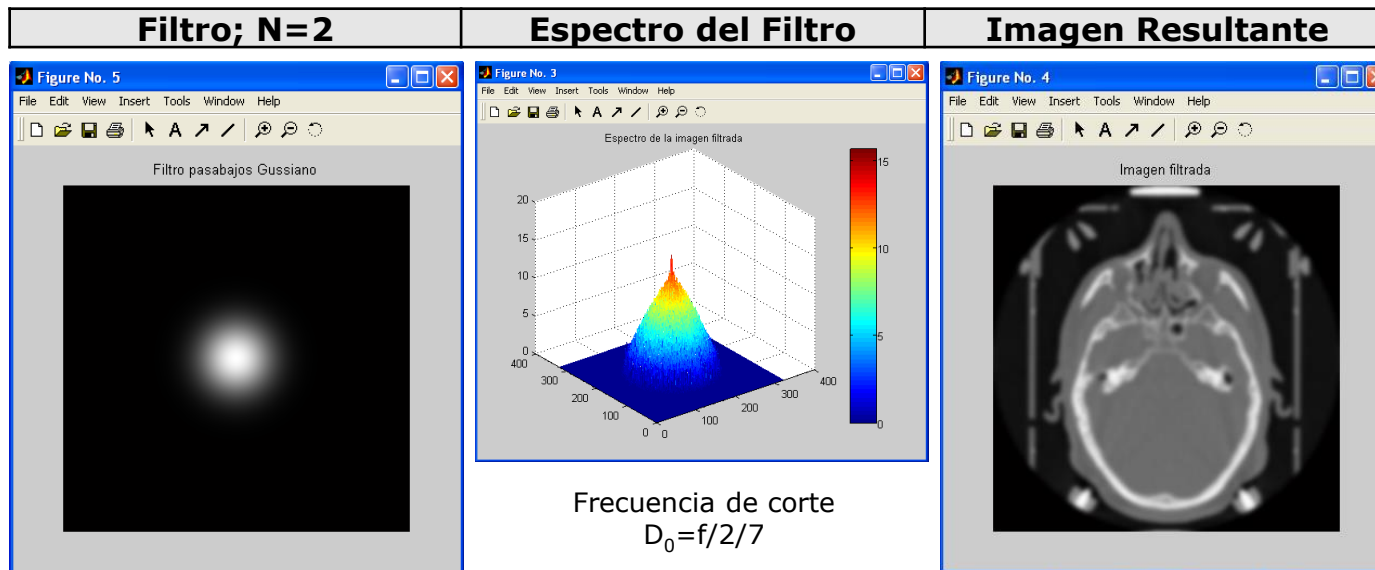 Filtro; N=2
Espectro del Filtro
Imagen Resultante
Figure No. 5
File Edit View Insert Tools Window Help
Filtro pasabajos Gussiano
Figure No. 3
File Edit View Insert Tools Window Help
Espectro de la imagen filtrada
20
15
10
5
0
400
300
200
100
0
0
100
200
300
400
15
10
5
0
Frecuencia de corte
D₀=f/2/7
Figure No. 4
File Edit View Insert Tools Window Help
Imagen filtrada